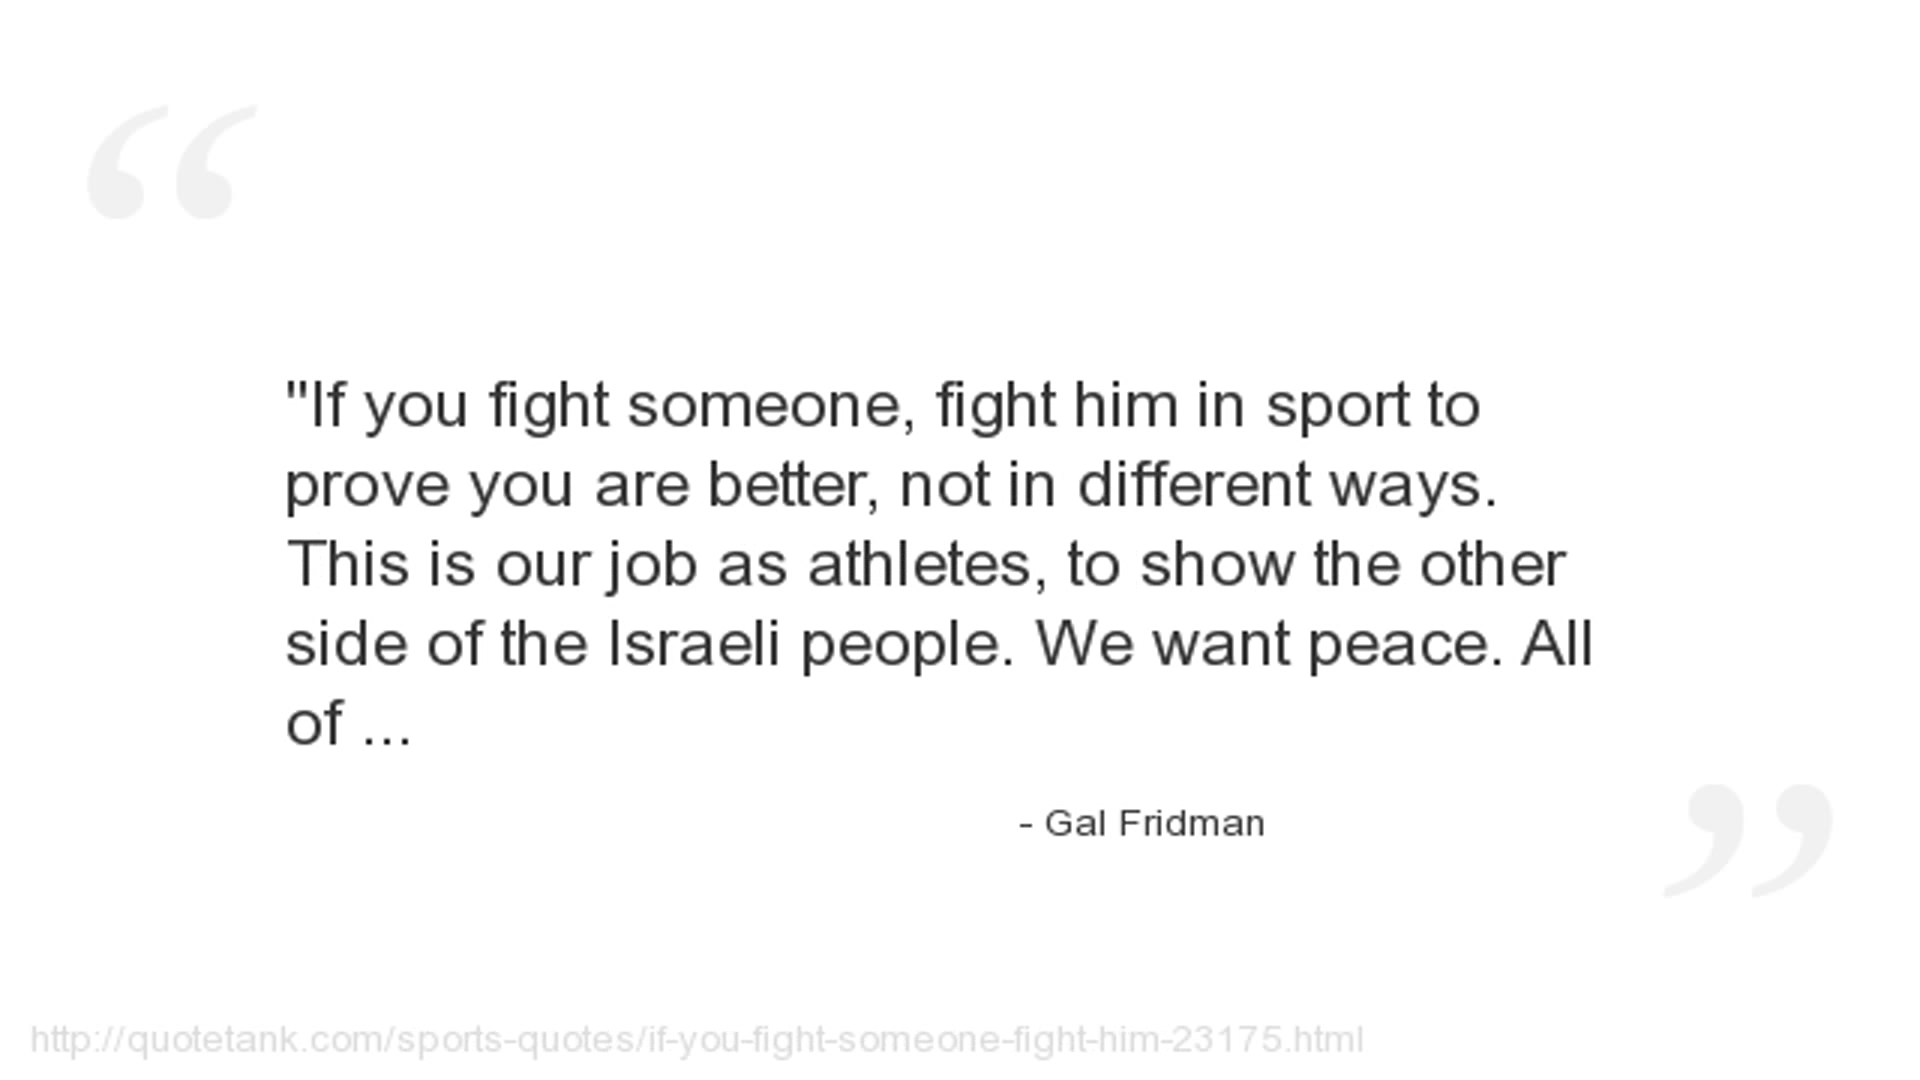 "If you fight someone, fight him in sport to
prove you are better, not in different ways.
This is our job as athletes, to show the other
side of the Israeli people. We want peace. All
of ...
- Gal Fridman
http://quotetank.com/sports-quotes/if-you-fight-someone-fight-him-23175.html